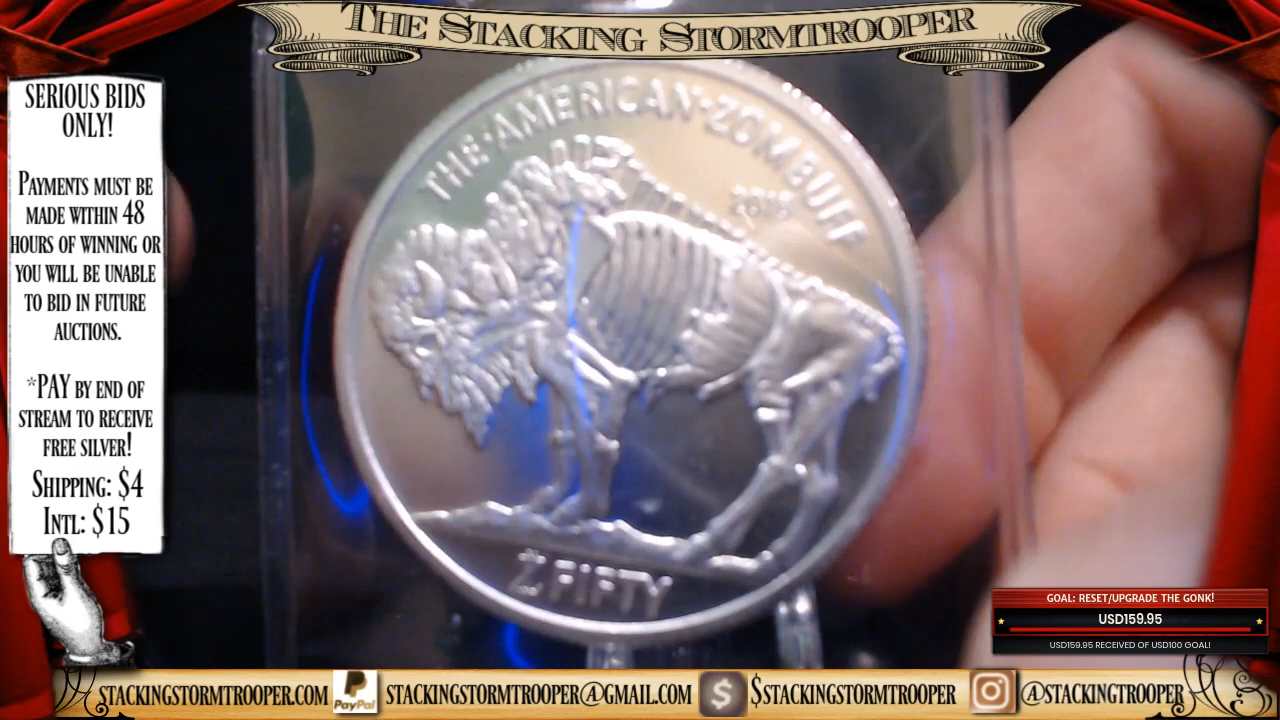 THE STACKING STORMTROOPER
SERIOUS BIDS
ONLY!
PAYMENTS MUST BE
MADE WITHIN 48
HOURS OF WINNING OR
YOU WILL BE UNABLE
TO BID IN FUTURE
AUCTIONS.
*PAY BY END OF
STREAM TO RECEIVE
FREE SILVER!
SHIPPING: $4
INTL: $15
THE·AMERICAN·ZOMBUFF
Z FIFTY
GOAL: RESET/UPGRADE THE GONK!
USD159.95
USD159.95 RECEIVED OF USD100 GOAL!
STACKINGSTORMTROOPER.COM
PayPal
STACKINGSTORMTROOPER@GMAIL.COM
$
$STACKINGSTORMTROOPER
@STACKINGTROOPER